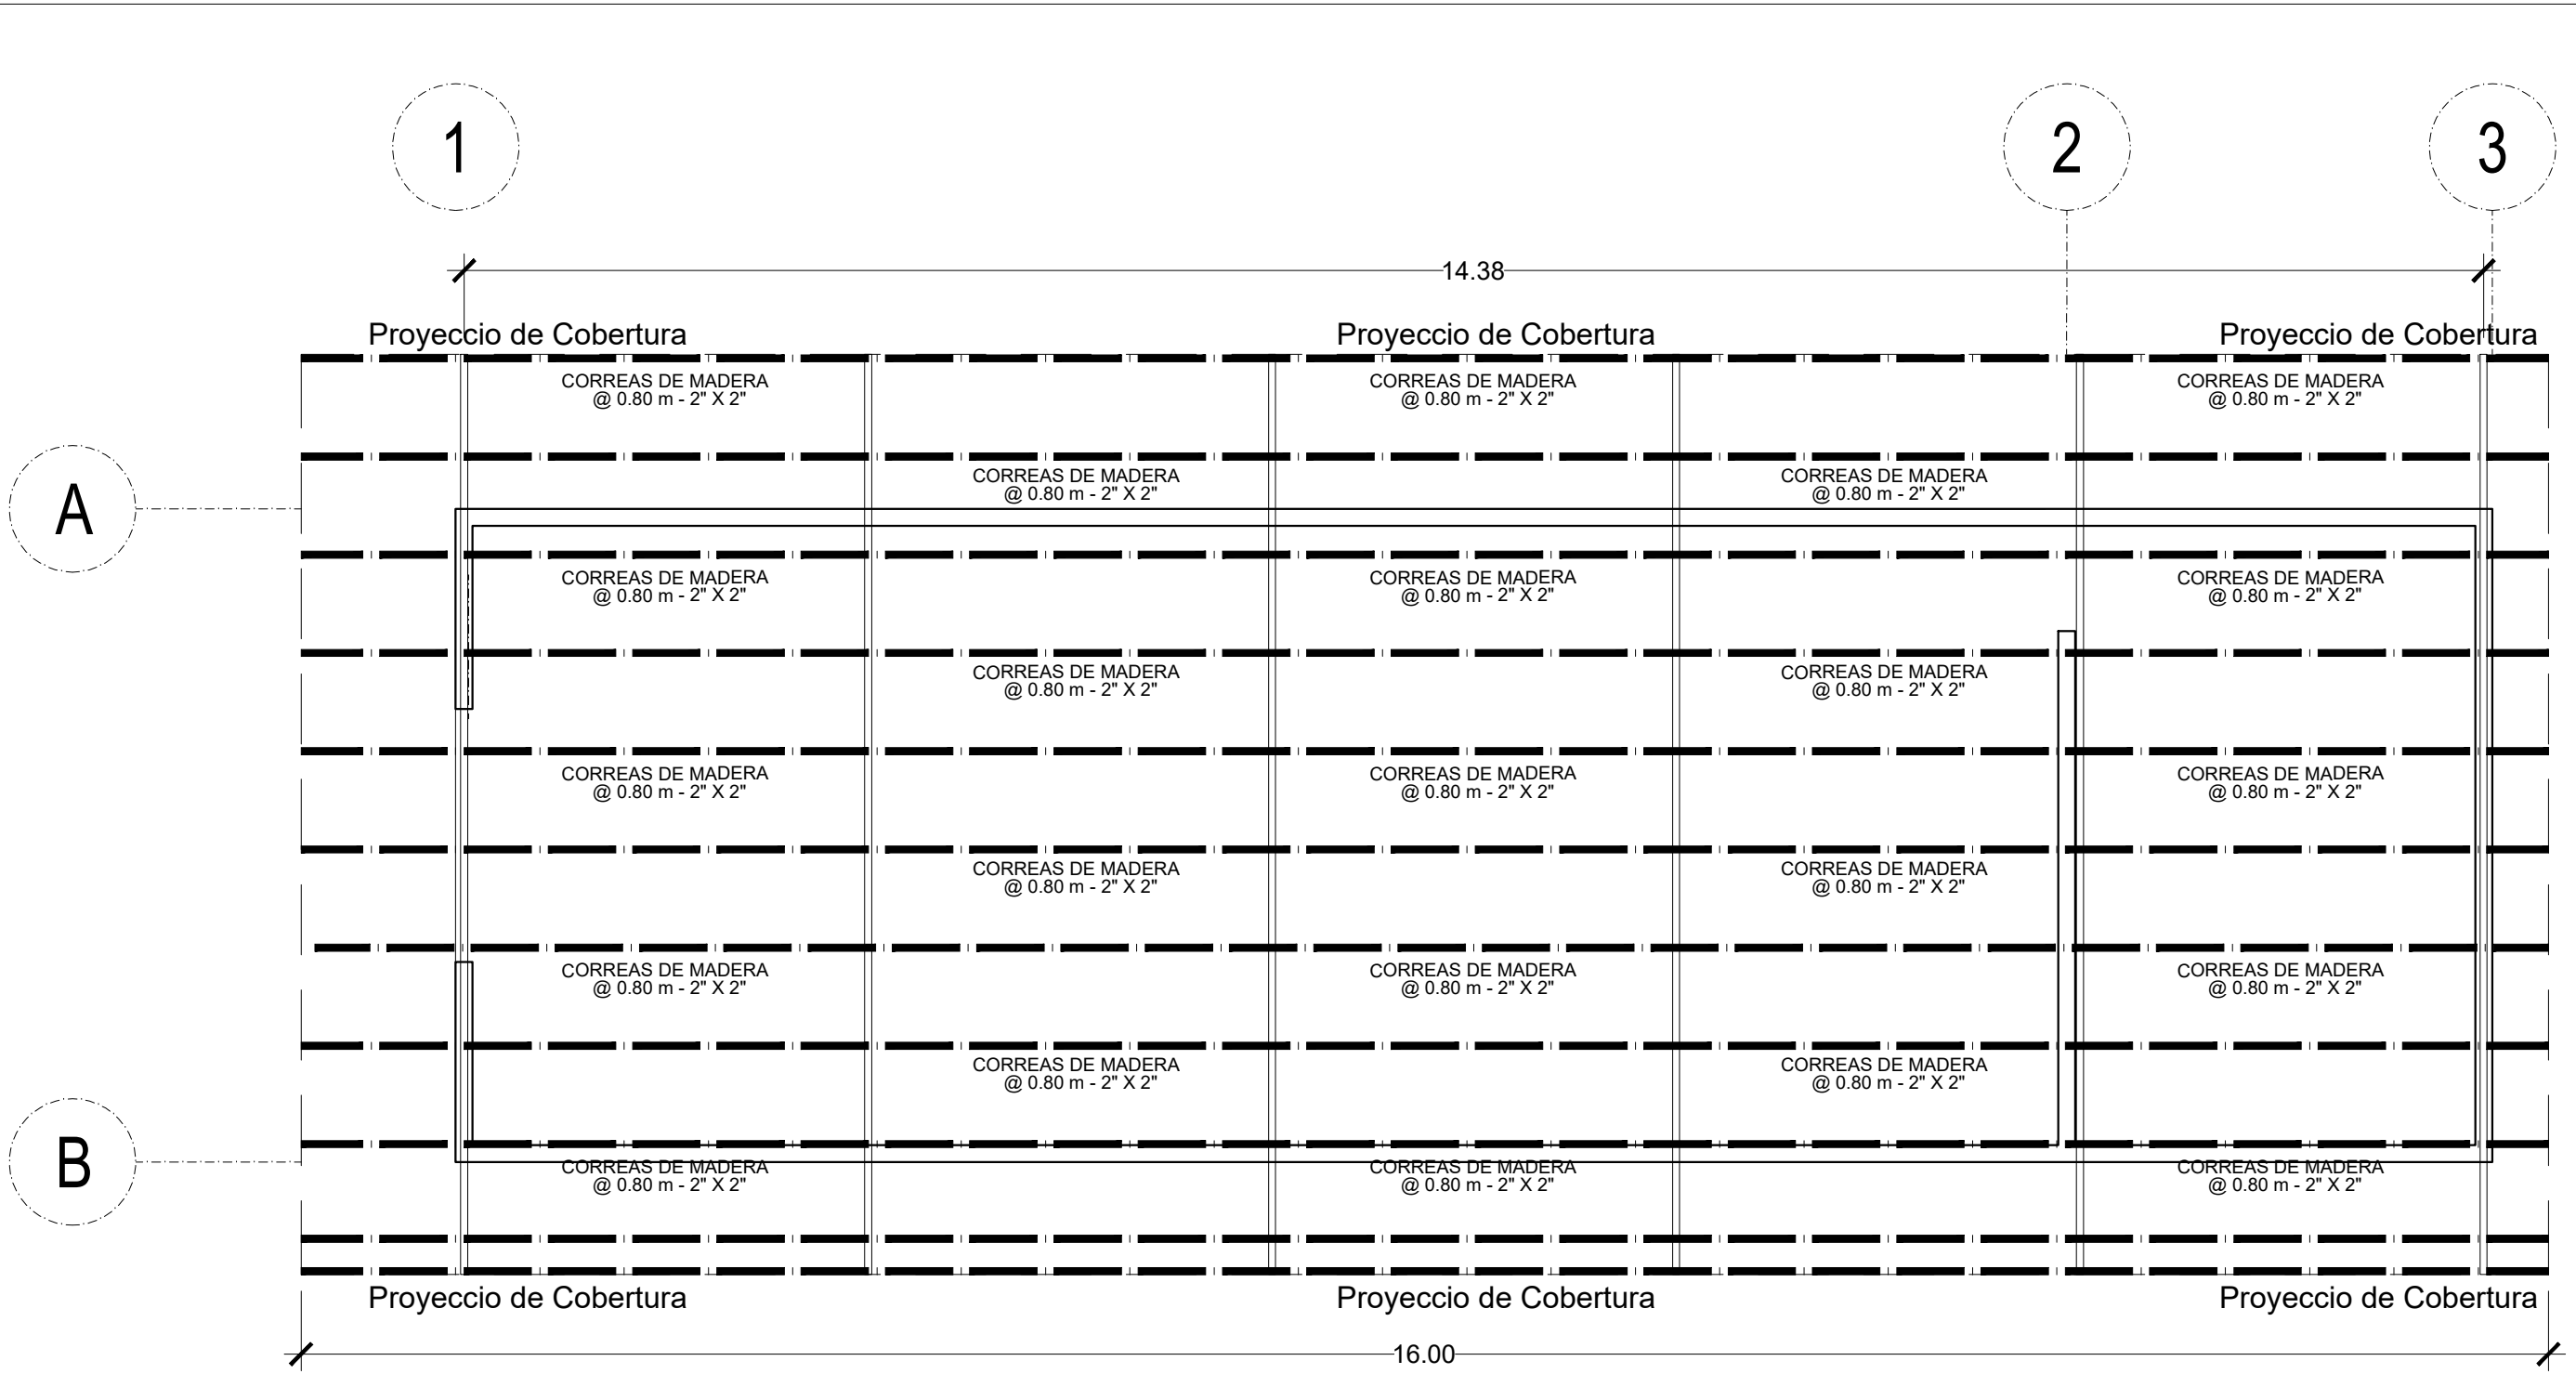 1
2
3
14.38
Proyeccio de Cobertura
Proyeccio de Cobertura
Proyeccio de Cobertura
CORREAS DE MADERA
@ 0.80 m - 2" X 2"
CORREAS DE MADERA
@ 0.80 m - 2" X 2"
CORREAS DE MADERA
@ 0.80 m - 2" X 2"
CORREAS DE MADERA
@ 0.80 m - 2" X 2"
CORREAS DE MADERA
@ 0.80 m - 2" X 2"
A
CORREAS DE MADERA
@ 0.80 m - 2" X 2"
CORREAS DE MADERA
@ 0.80 m - 2" X 2"
CORREAS DE MADERA
@ 0.80 m - 2" X 2"
CORREAS DE MADERA
@ 0.80 m - 2" X 2"
CORREAS DE MADERA
@ 0.80 m - 2" X 2"
CORREAS DE MADERA
@ 0.80 m - 2" X 2"
CORREAS DE MADERA
@ 0.80 m - 2" X 2"
CORREAS DE MADERA
@ 0.80 m - 2" X 2"
CORREAS DE MADERA
@ 0.80 m - 2" X 2"
CORREAS DE MADERA
@ 0.80 m - 2" X 2"
CORREAS DE MADERA
@ 0.80 m - 2" X 2"
CORREAS DE MADERA
@ 0.80 m - 2" X 2"
CORREAS DE MADERA
@ 0.80 m - 2" X 2"
CORREAS DE MADERA
@ 0.80 m - 2" X 2"
CORREAS DE MADERA
@ 0.80 m - 2" X 2"
B
CORREAS DE MADERA
@ 0.80 m - 2" X 2"
CORREAS DE MADERA
@ 0.80 m - 2" X 2"
CORREAS DE MADERA
@ 0.80 m - 2" X 2"
Proyeccio de Cobertura
Proyeccio de Cobertura
Proyeccio de Cobertura
16.00